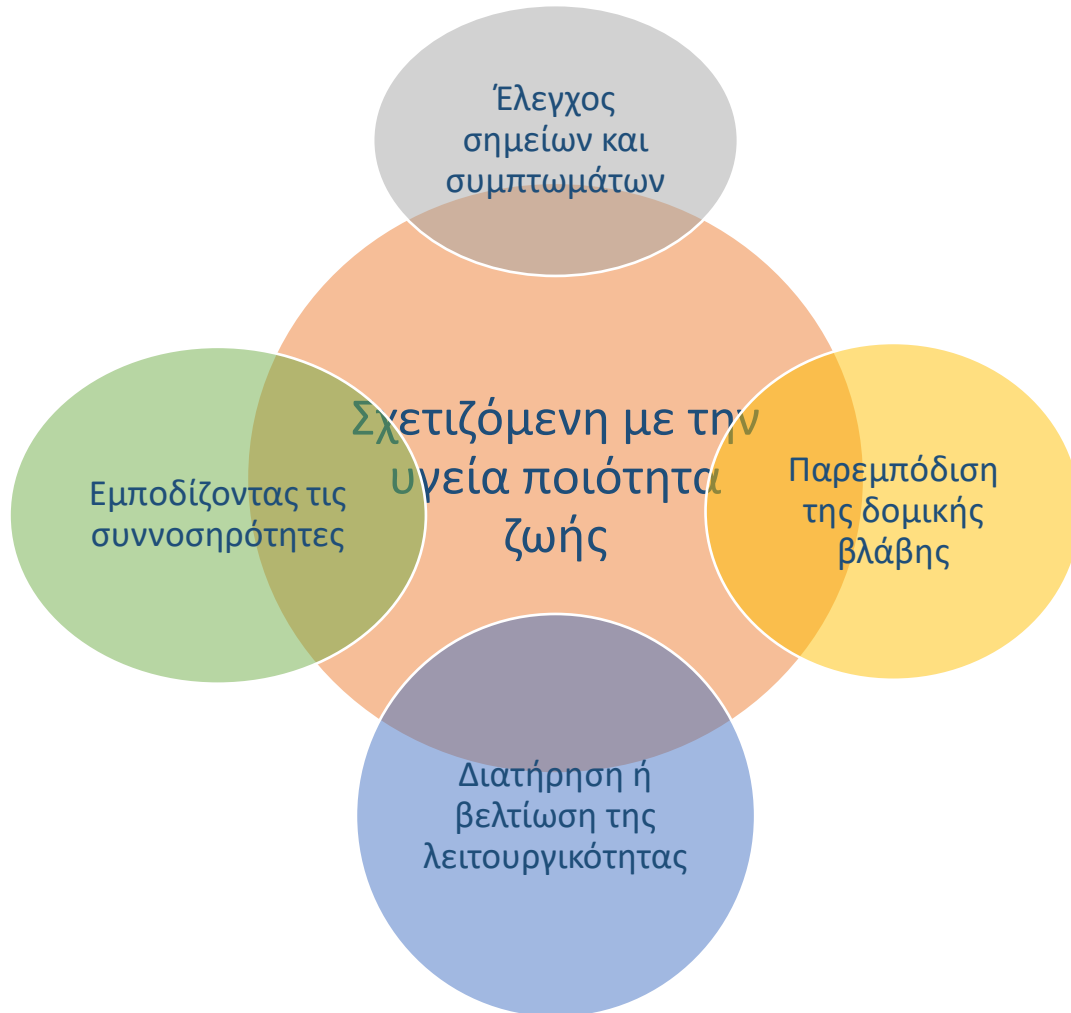 Έλεγχος
σημείων και
συμπτωμάτων
Σχετιζόμενη με την
υγεία ποιότητα
ζωής
Εμποδίζοντας τις
συννοσηρότητες
Παρεμπόδιση
της δομικής
βλάβης
Διατήρηση ή
βελτίωση της
λειτουργικότητας